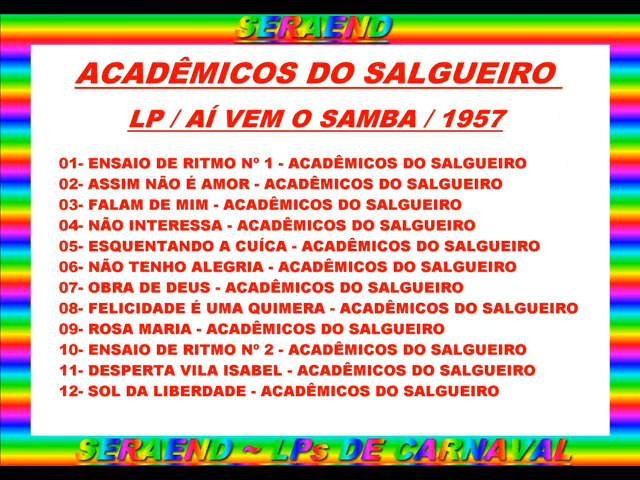 SERAEND
ACADÊMICOS DO SALGUEIRO
LP / AÍ VEM O SAMBA / 1957
01- ENSAIO DE RITMO Nº 1 - ACADÊMICOS DO SALGUEIRO
02- ASSIM NÃO É AMOR - ACADÊMICOS DO SALGUEIRO
03- FALAM DE MIM - ACADÊMICOS DO SALGUEIRO
04- NÃO INTERESSA - ACADÊMICOS DO SALGUEIRO
05- ESQUENTANDO A CUÍCA - ACADÊMICOS DO SALGUEIRO
06- NÃO TENHO ALEGRIA - ACADÊMICOS DO SALGUEIRO
07- OBRA DE DEUS - ACADÊMICOS DO SALGUEIRO
08- FELICIDADE É UMA QUIMERA - ACADÊMICOS DO SALGUEIRO
09- ROSA MARIA - ACADÊMICOS DO SALGUEIRO
10- ENSAIO DE RITMO Nº 2 - ACADÊMICOS DO SALGUEIRO
11- DESPERTA VILA ISABEL - ACADÊMICOS DO SALGUEIRO
12- SOL DA LIBERDADE - ACADÊMICOS DO SALGUEIRO
SERAEND ~ LPs DE CARNAVAL